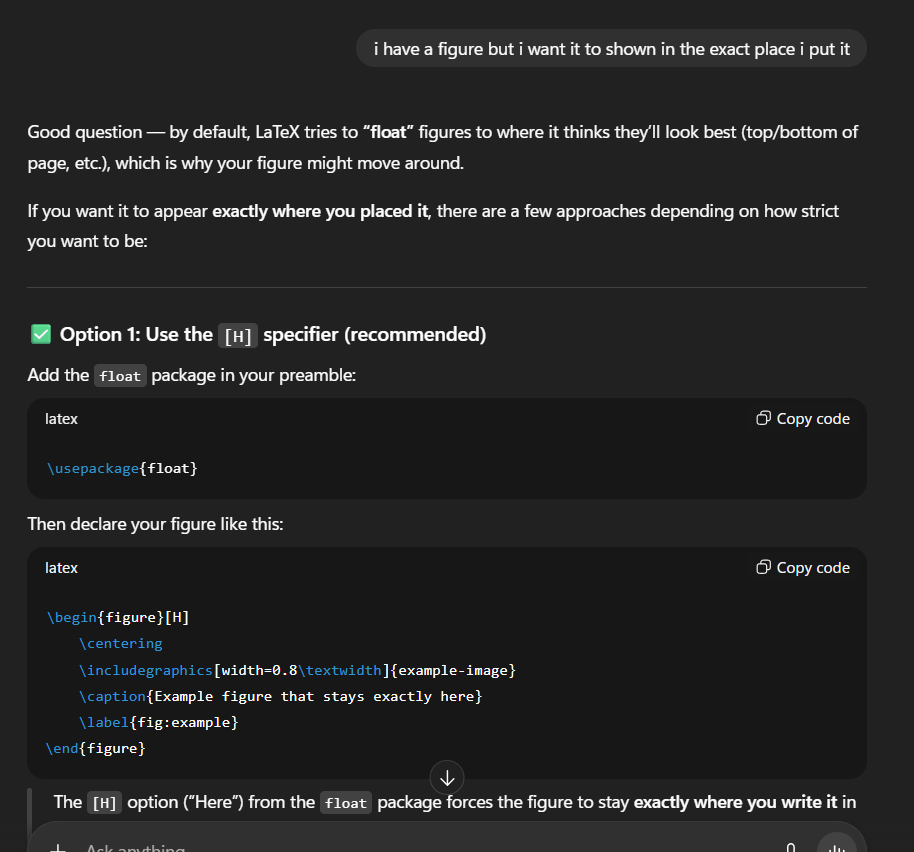 i have a figure but i want it to shown in the exact place i put it
Good question — by default, LaTeX tries to “float” figures to where it thinks they’ll look best (top/bottom of
page, etc.), which is why your figure might move around.
If you want it to appear exactly where you placed it, there are a few approaches depending on how strict
you want to be:
✅ Option 1: Use the [H] specifier (recommended)
Add the float package in your preamble:
latex
Copy code
\usepackage{float}
Then declare your figure like this:
latex
Copy code
\begin{figure}[H]
    \centering
    \includegraphics[width=0.8\textwidth]{example-image}
    \caption{Example figure that stays exactly here}
    \label{fig:example}
\end{figure}
The [H] option (“Here”) from the float package forces the figure to stay exactly where you write it in
Ask anything